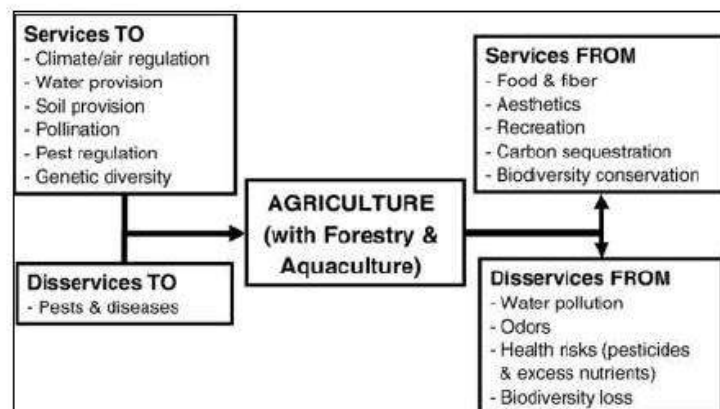 Services TO
- Climate/air regulation
- Water provision
- Soil provision
- Pollination
- Pest regulation
- Genetic diversity
Disservices TO
- Pests & diseases
AGRICULTURE
(with Forestry &
Aquaculture)
Services FROM
- Food & fiber
- Aesthetics
- Recreation
- Carbon sequestration
- Biodiversity conservation
Disservices FROM
- Water pollution
- Odors
- Health risks (pesticides
& excess nutrients)
- Biodiversity loss